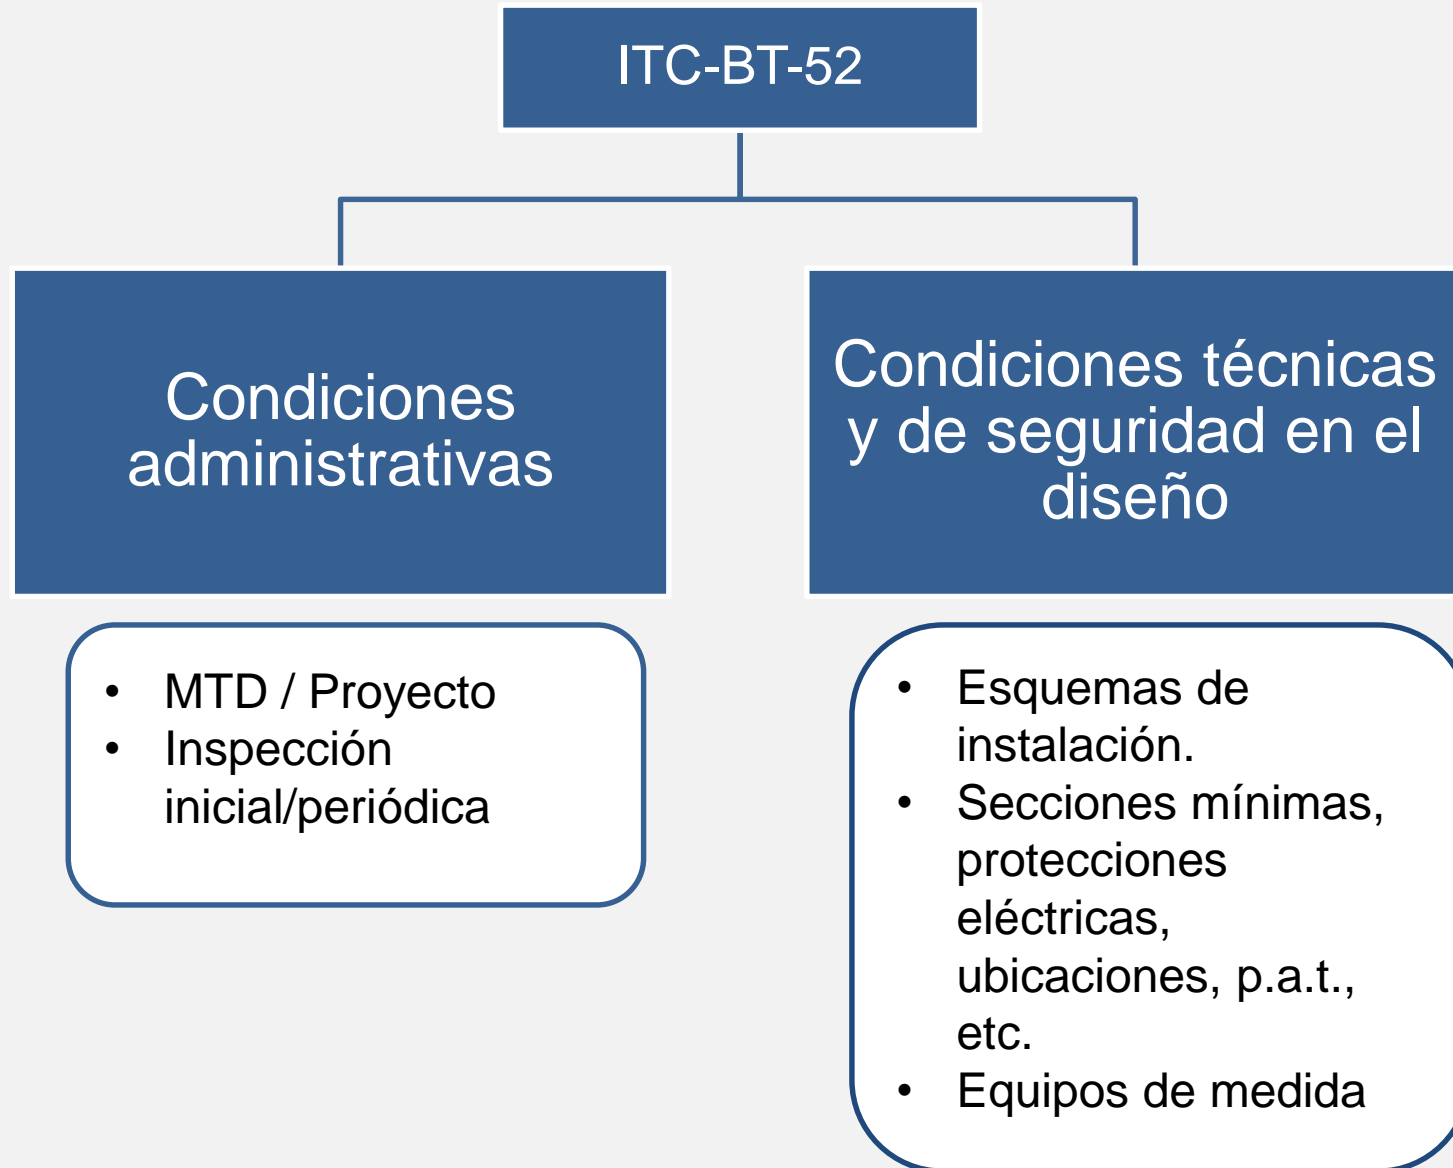 ITC-BT-52
Condiciones
administrativas
• MTD / Proyecto
• Inspección
inicial/periódica
Condiciones técnicas
y de seguridad en el
diseño
• Esquemas de
instalación.
• Secciones mínimas,
protecciones
eléctricas,
ubicaciones, p.a.t.,
etc.
• Equipos de medida